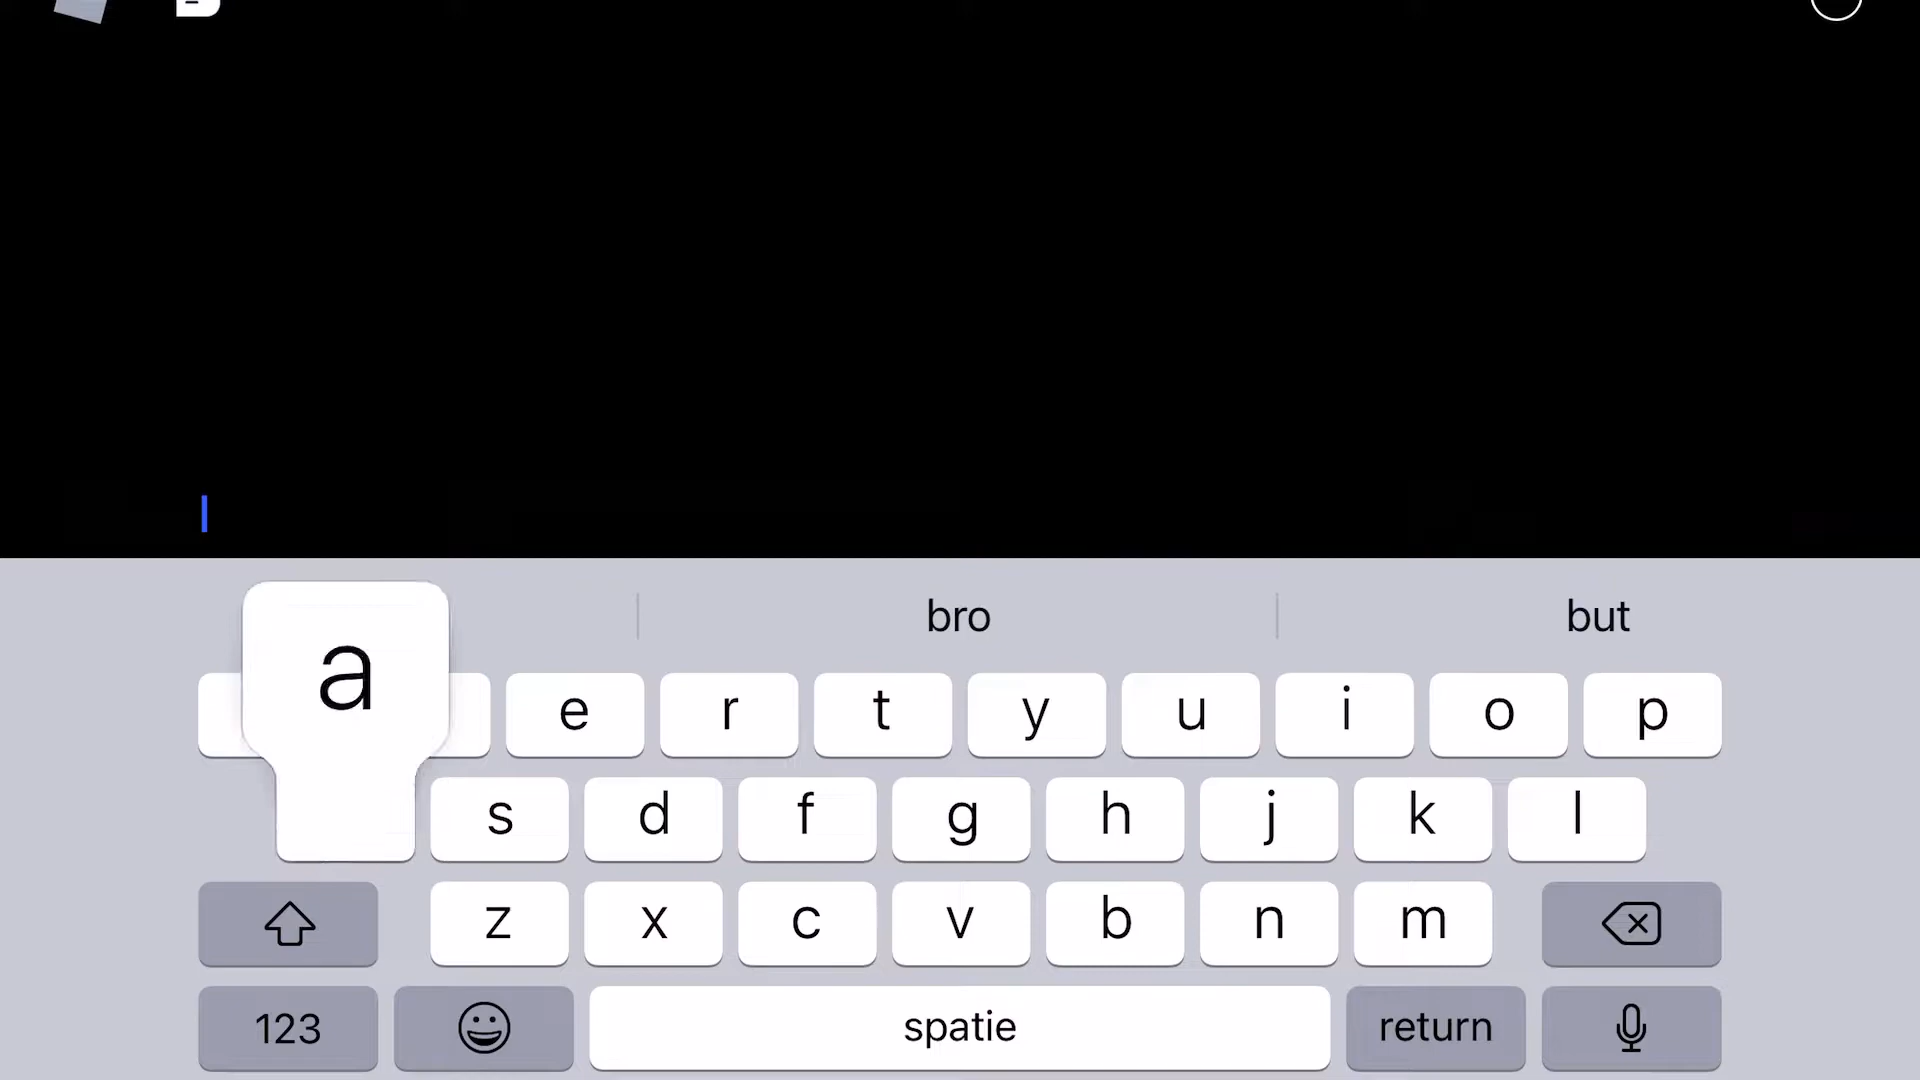 bro but
a
e r t y u i o p
s d f g h j k l
z x c v b n m
123 spatie return